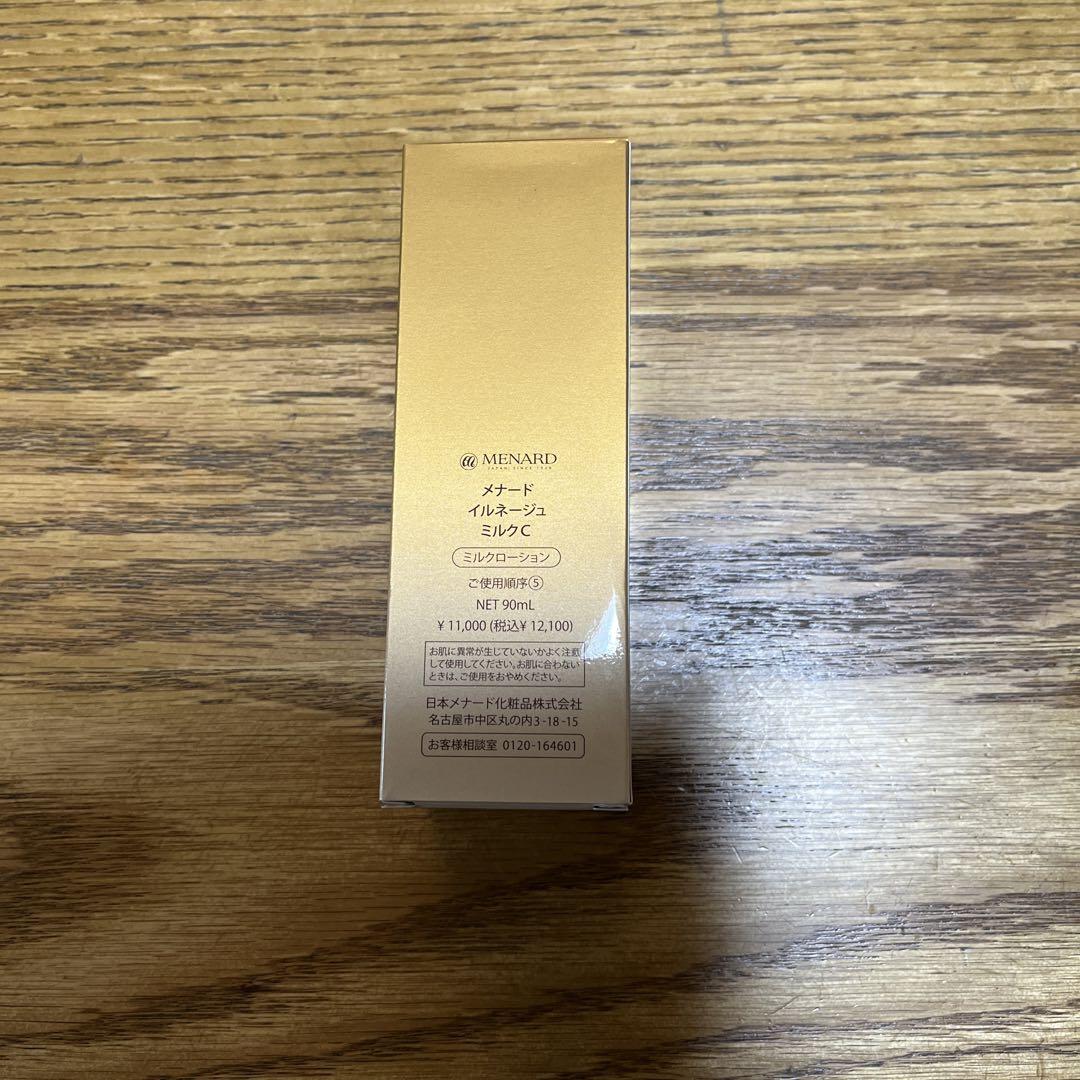 MENARD
JAPAN SINCE 1959
メナード
イルネージュ
ミルクC
ミルクローション
ご使用順序⑤
NET 90mL
¥ 11,000 (税込¥ 12,100)
お肌に異常が生じていないかよく注意
して使用してください。お肌に合わない
ときは、ご使用をおやめください。
日本メナード化粧品株式会社
名古屋市中区丸の内3-18-15
お客様相談室 0120-164601